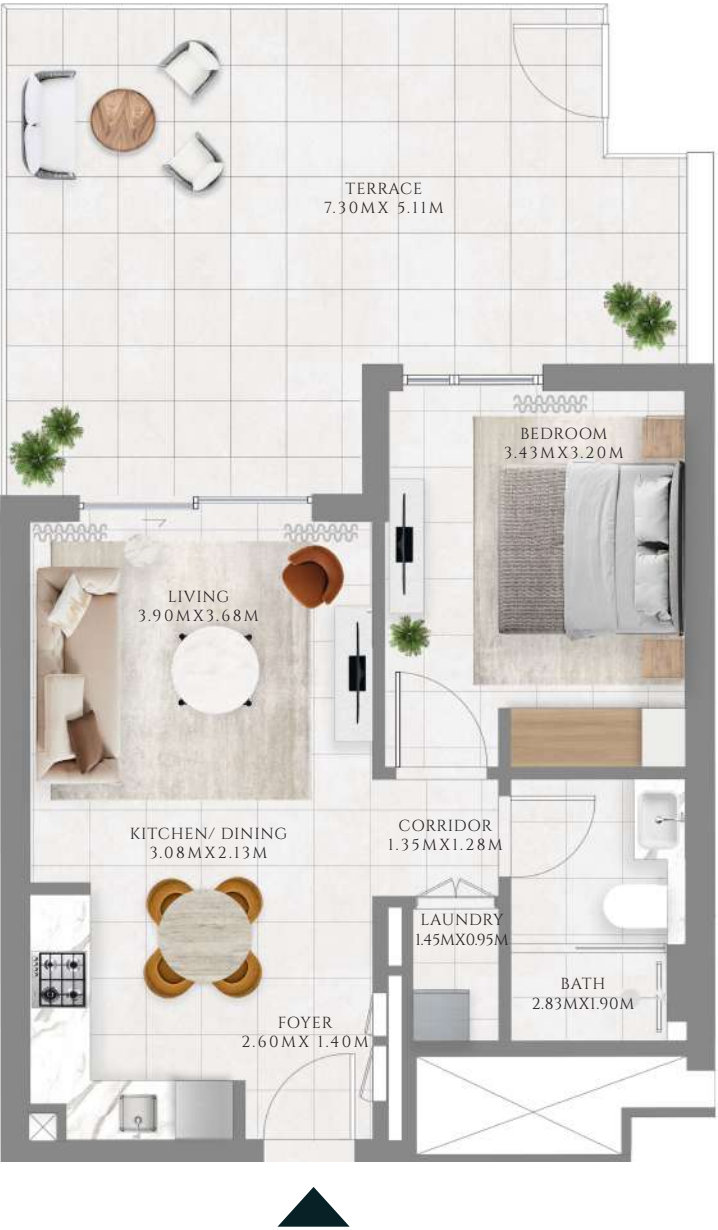 TERRACE
7.30MX 5.11M
BEDROOM
3.43MX3.20M
LIVING
3.90MX3.68M
KITCHEN/ DINING
3.08MX2.13M
CORRIDOR
1.35MX1.28M
LAUNDRY
1.45MX0.95M
BATH
2.83MX1.90M
FOYER
2.60MX 1.40M